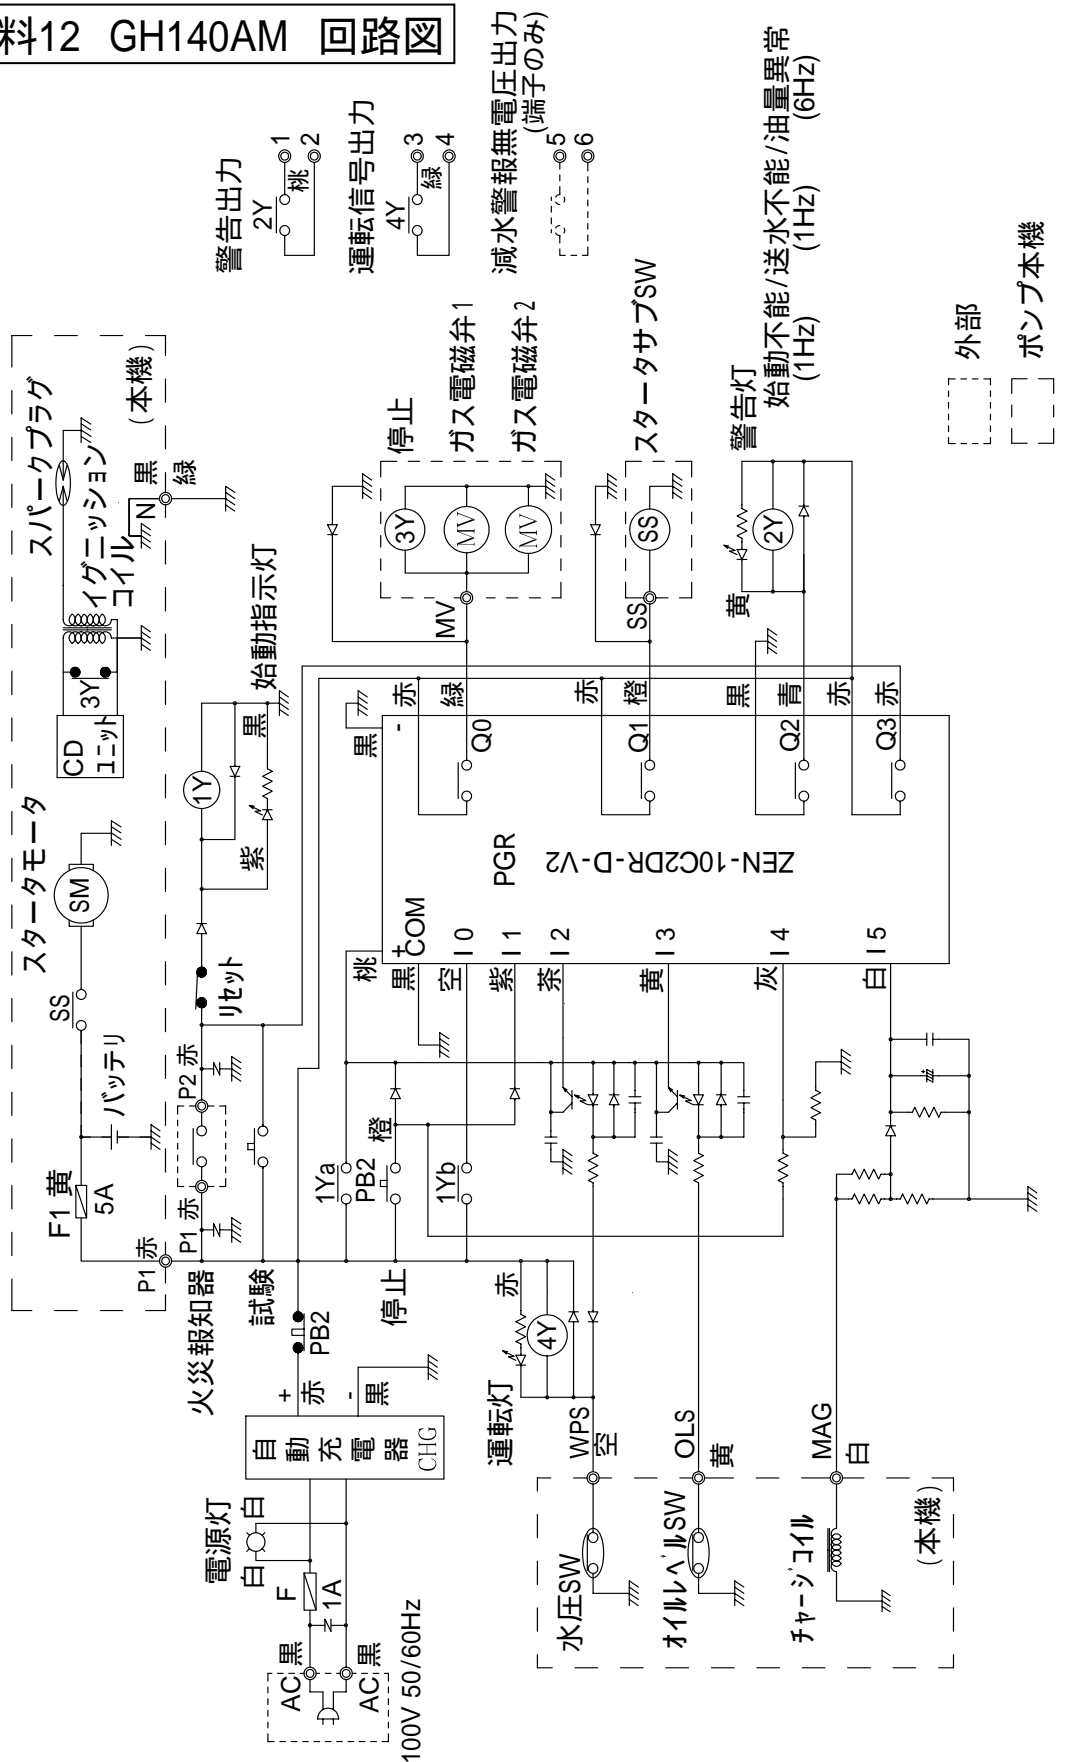 料12 GH140AM 回路図
警告出力
2Y
桃
1
2
運転信号出力
4Y
緑
3
4
減水警報無電圧出力
(端子のみ)
5
6
スタータモータ
SM
SS
バッテリ
F1 黄
5A
P1 赤
CD
ユニット
3Y
スパークプラグ
イグニッション
コイル
(本機)
N
黒
緑
火災報知器
P1 赤
P2 赤
リセット
1Y
紫
黒
始動指示灯
試験
PB2
停止
1Ya
PB2
橙
1Yb
AC 黒
AC 黒
100V 50/60Hz
F
1A
電源灯
白
白
自動充電器
CHG
+
赤
-
黒
運転灯
赤
4Y
WPS
空
OLS
黄
MAG
白
水圧SW
オイルレベルSW
チャージコイル
(本機)
桃
黒
空
紫
茶
黄
灰
白
+
COM
I 0
I 1
I 2
I 3
I 4
I 5
PGR
ZEN-10C2DR-D-V2
黒
-
赤
緑
Q0
赤
橙
Q1
黒
青
Q2
赤
赤
Q3
MV
停止
3Y
MV
MV
ガス電磁弁1
ガス電磁弁2
SS
SS
スタータサブSW
黄
2Y
警告灯
始動不能/送水不能/油量異常
(1Hz) (1Hz) (6Hz)
外部
ポンプ本機